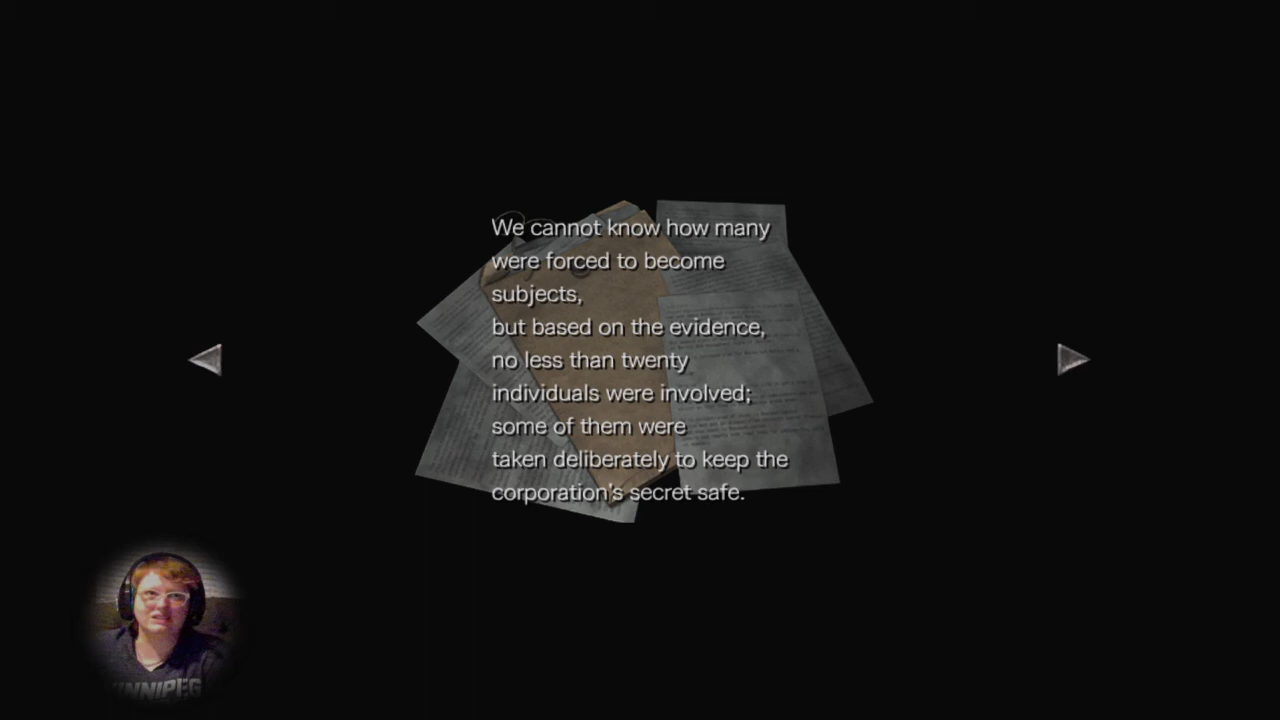 We cannot know how many
were forced to become
subjects,
but based on the evidence,
no less than twenty
individuals were involved;
some of them were
taken deliberately to keep the
corporation's secret safe.
WINNIPEG